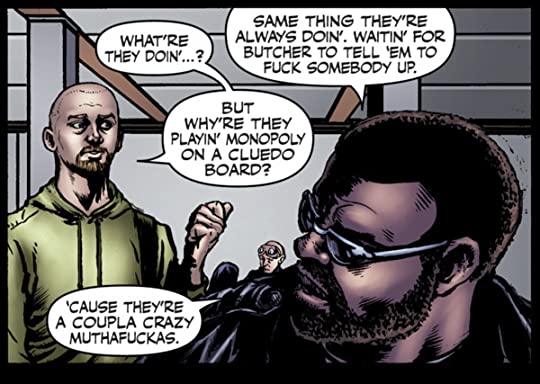 WHAT'RE
THEY DOIN'...?
SAME THING THEY'RE
ALWAYS DOIN'. WAITIN' FOR
BUTCHER TO TELL 'EM TO
FUCK SOMEBODY UP.
BUT
WHY'RE THEY
PLAYIN' MONOPOLY
ON A CLUEDO
BOARD?
'CAUSE THEY'RE
A COUPLA CRAZY
MUTHAFUCKAS.